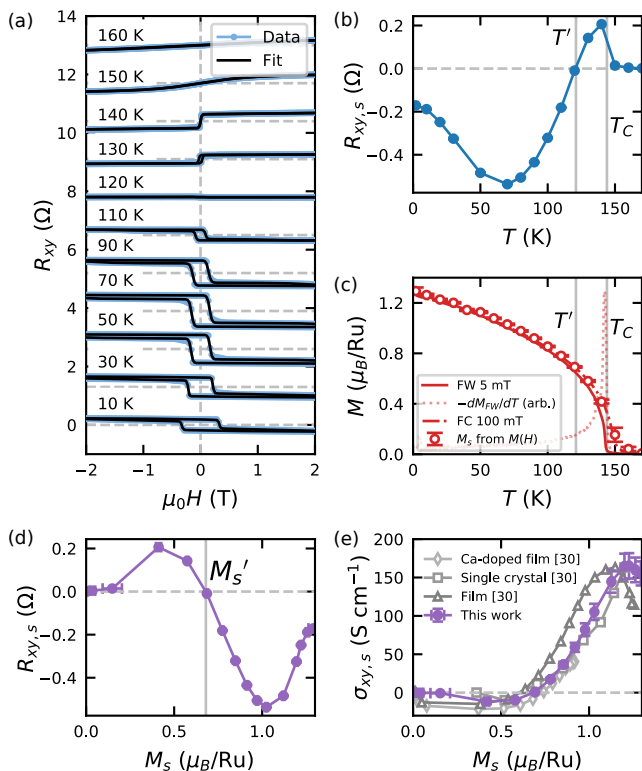 (a)
160 K
150 K
140 K
130 K
120 K
110 K
90 K
70 K
50 K
30 K
10 K
Data
Fit
14
12
10
8
6
4
2
0
R_xy (Ω)
−2 −1 0 1 2
μ₀H (T)
(b)
T′
T_C
0.2
0.0
−0.2
−0.4
R_xy,s (Ω)
0 50 100 150
T (K)
(c)
T′
T_C
1.2
0.8
0.4
0.0
M (μ_B/Ru)
FW 5 mT
−dM_FW/dT (arb.)
FC 100 mT
M_s from M(H)
0 50 100 150
T (K)
(d)
M_s′
0.2
0.0
−0.2
−0.4
R_xy,s (Ω)
0.0 0.5 1.0
M_s (μ_B/Ru)
(e)
Ca-doped film [30]
Single crystal [30]
Film [30]
This work
200
150
100
50
0
−50
σ_xy,s (S cm⁻¹)
0.0 0.5 1.0
M_s (μ_B/Ru)